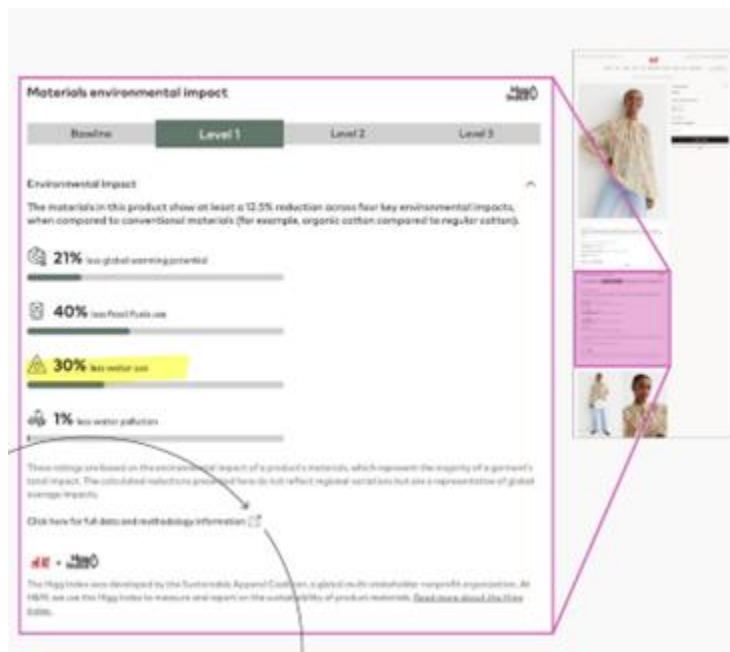 Materials environmental impact
Higg Index
Baseline Level 1 Level 2 Level 3
Environmental Impact
The materials in this product show at least a 12.5% reduction across four key environmental impacts,
when compared to conventional materials (for example, organic cotton compared to regular cotton).
21% less global warming potential
40% less fossil fuels use
30% less water use
1% less water pollution
These ratings are based on the environmental impact of a product's materials, which represent the majority of a garment's
total impact. The calculated reductions presented here do not reflect regional variations but are a representative of global
average impacts.
Click here for full data and methodology information
H&M + Higg Index
The Higg Index was developed by the Sustainable Apparel Coalition, a global multi-stakeholder nonprofit organization. At
H&M, we use the Higg Index to measure and report on the sustainability of product materials. Read more about the Higg
Index.
H&M